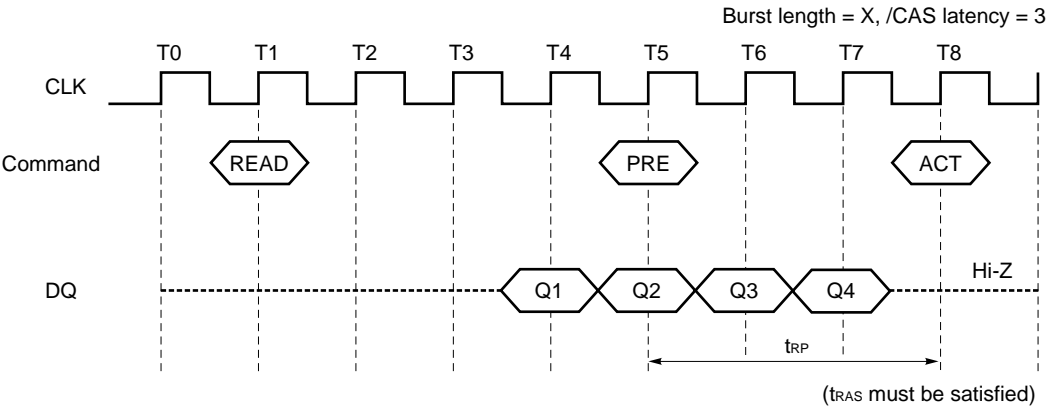 Burst length = X, /CAS latency = 3
T0 T1 T2 T3 T4 T5 T6 T7 T8
CLK
Command READ PRE ACT
Hi-Z
DQ Q1 Q2 Q3 Q4
tRP
(tRAS must be satisfied)